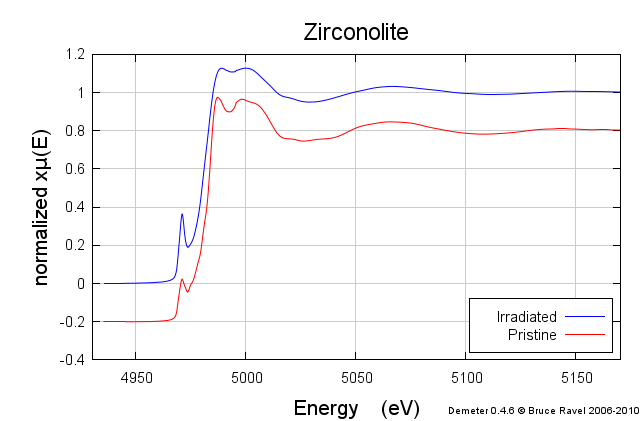 Zirconolite
normalized xμ(E)
1.2
1
0.8
0.6
0.4
0.2
0
-0.2
-0.4
Irradiated
Pristine
4950 5000 5050 5100 5150
Energy (eV)
Demeter 0.4.6 © Bruce Ravel 2006-2010